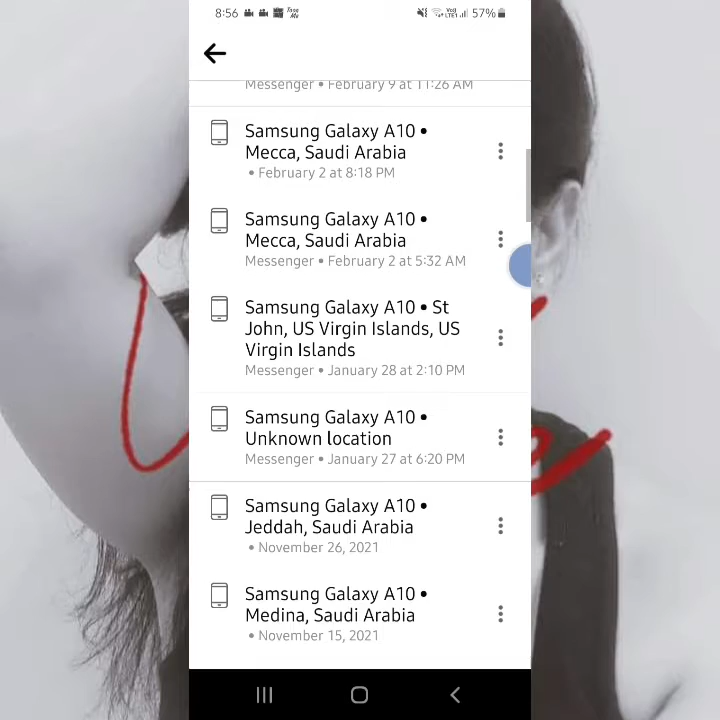 8:56
57%
Messenger • February 9 at 11:26 AM
Samsung Galaxy A10 •
Mecca, Saudi Arabia
• February 2 at 8:18 PM
Samsung Galaxy A10 •
Mecca, Saudi Arabia
Messenger • February 2 at 5:32 AM
Samsung Galaxy A10 • St
John, US Virgin Islands, US
Virgin Islands
Messenger • January 28 at 2:10 PM
Samsung Galaxy A10 •
Unknown location
Messenger • January 27 at 6:20 PM
Samsung Galaxy A10 •
Jeddah, Saudi Arabia
• November 26, 2021
Samsung Galaxy A10 •
Medina, Saudi Arabia
• November 15, 2021